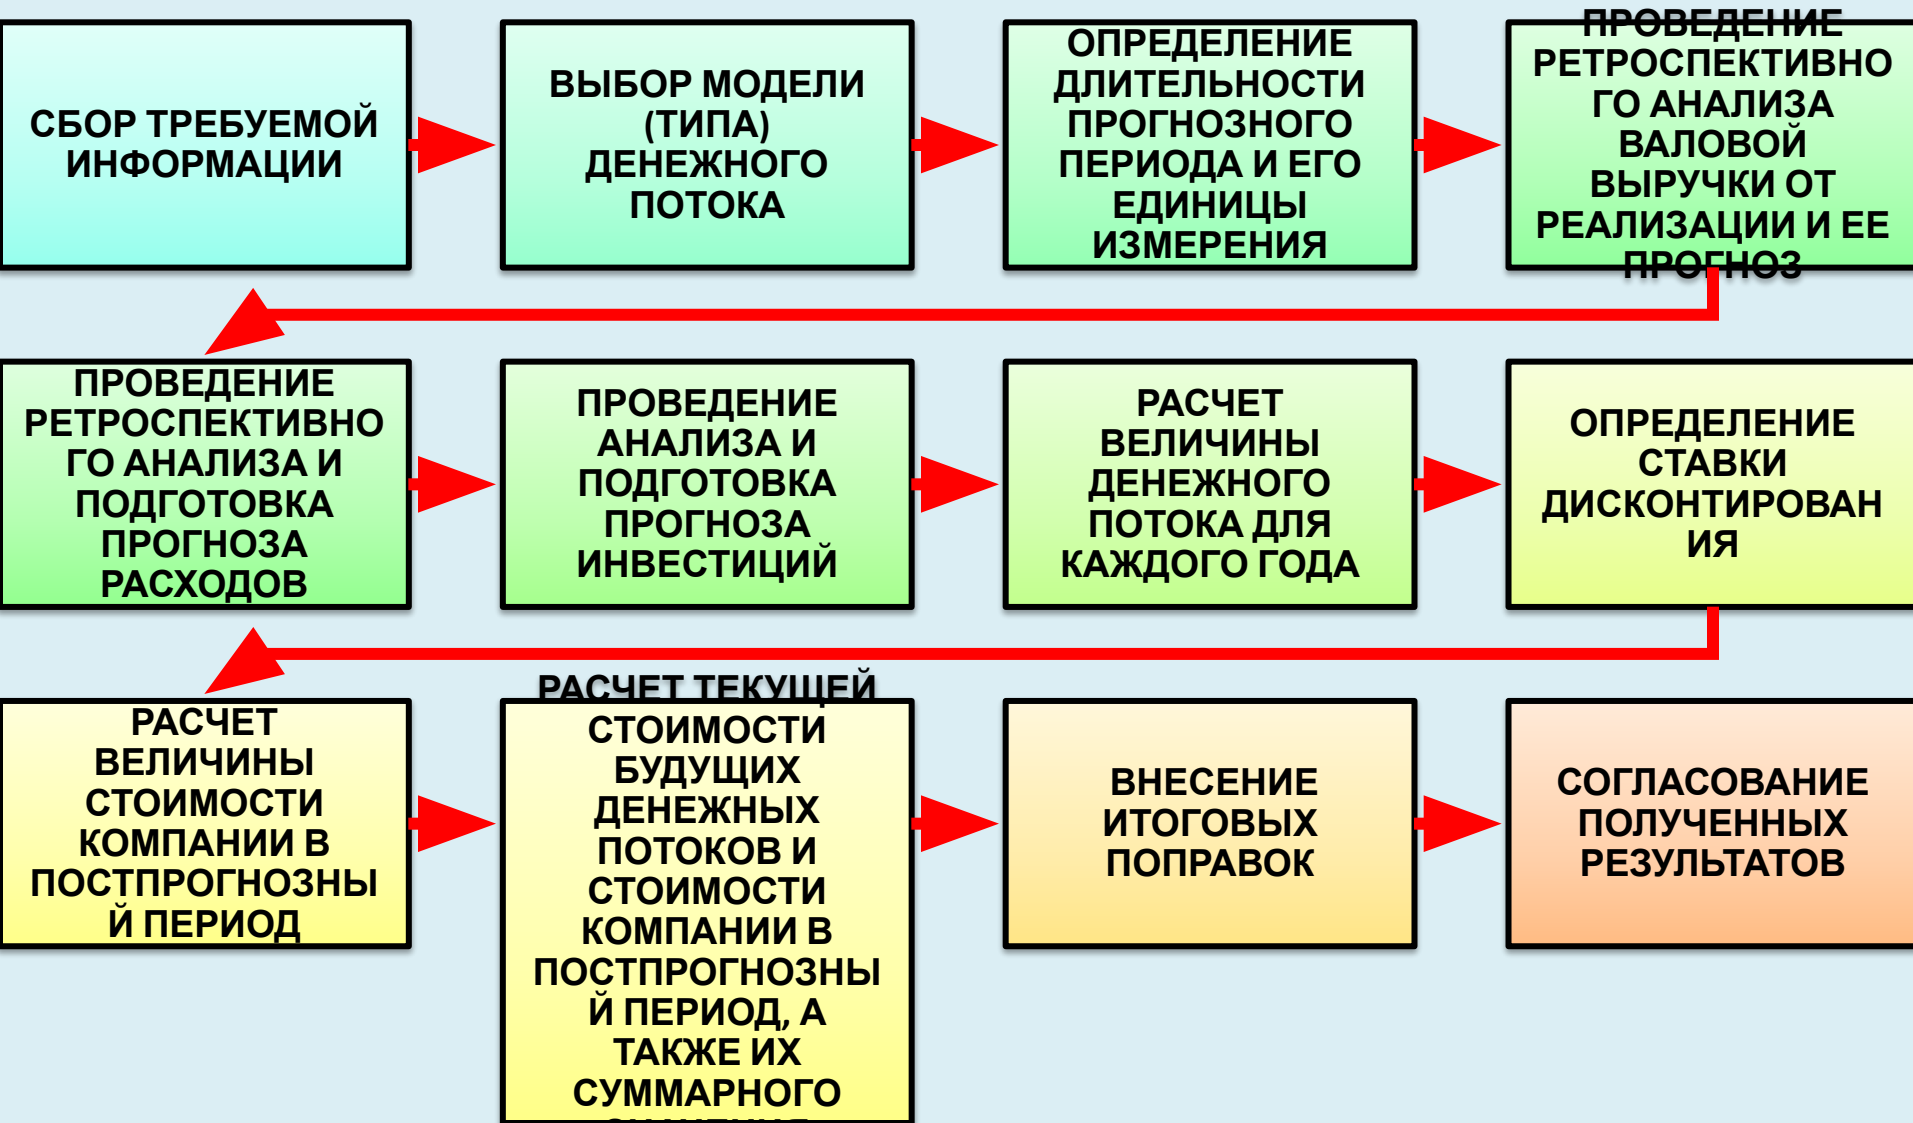 СБОР ТРЕБУЕМОЙ
ИНФОРМАЦИИ
ВЫБОР МОДЕЛИ
(ТИПА)
ДЕНЕЖНОГО
ПОТОКА
ОПРЕДЕЛЕНИЕ
ДЛИТЕЛЬНОСТИ
ПРОГНОЗНОГО
ПЕРИОДА И ЕГО
ЕДИНИЦЫ
ИЗМЕРЕНИЯ
ПРОВЕДЕНИЕ
РЕТРОСПЕКТИВНО
ГО АНАЛИЗА
ВАЛОВОЙ
ВЫРУЧКИ ОТ
РЕАЛИЗАЦИИ И ЕЕ
ПРОГНОЗ
ПРОВЕДЕНИЕ
РЕТРОСПЕКТИВНО
ГО АНАЛИЗА И
ПОДГОТОВКА
ПРОГНОЗА
РАСХОДОВ
ПРОВЕДЕНИЕ
АНАЛИЗА И
ПОДГОТОВКА
ПРОГНОЗА
ИНВЕСТИЦИЙ
РАСЧЕТ
ВЕЛИЧИНЫ
ДЕНЕЖНОГО
ПОТОКА ДЛЯ
КАЖДОГО ГОДА
ОПРЕДЕЛЕНИЕ
СТАВКИ
ДИСКОНТИРОВАН
ИЯ
РАСЧЕТ
ВЕЛИЧИНЫ
СТОИМОСТИ
КОМПАНИИ В
ПОСТПРОГНОЗНЫ
Й ПЕРИОД
РАСЧЕТ ТЕКУЩЕЙ
СТОИМОСТИ
БУДУЩИХ
ДЕНЕЖНЫХ
ПОТОКОВ И
СТОИМОСТИ
КОМПАНИИ В
ПОСТПРОГНОЗНЫ
Й ПЕРИОД, А
ТАКЖЕ ИХ
СУММАРНОГО
ВНЕСЕНИЕ
ИТОГОВЫХ
ПОПРАВОК
СОГЛАСОВАНИЕ
ПОЛУЧЕННЫХ
РЕЗУЛЬТАТОВ